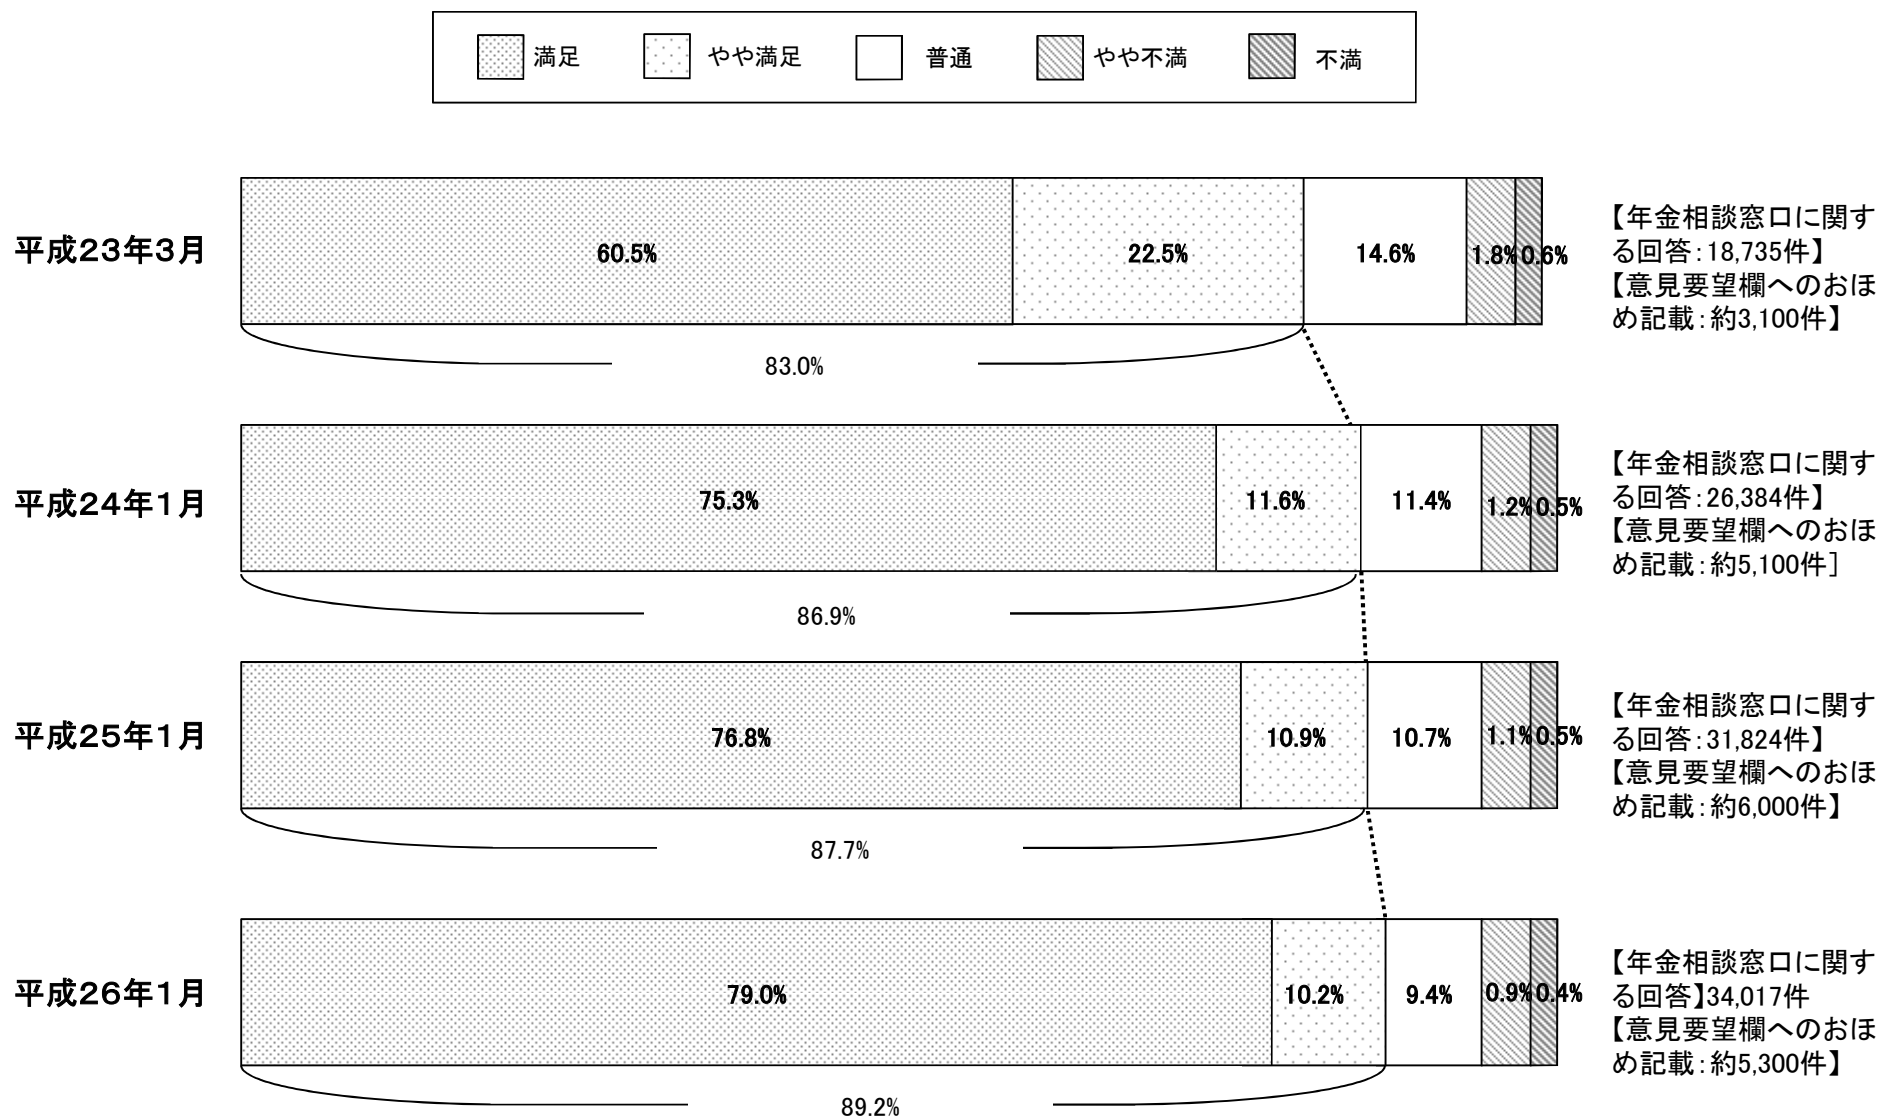 満足 やや満足 普通 やや不満 不満
平成23年3月
60.5% 22.5% 14.6% 1.8% 0.6%
【年金相談窓口に関す
る回答：18,735件】
【意見要望欄へのおほ
め記載：約3,100件】
83.0%
平成24年1月
75.3% 11.6% 11.4% 1.2% 0.5%
【年金相談窓口に関す
る回答：26,384件】
【意見要望欄へのおほ
め記載：約5,100件］
86.9%
平成25年1月
76.8% 10.9% 10.7% 1.1% 0.5%
【年金相談窓口に関す
る回答：31,824件】
【意見要望欄へのおほ
め記載：約6,000件】
87.7%
平成26年1月
79.0% 10.2% 9.4% 0.9% 0.4%
【年金相談窓口に関す
る回答】34,017件
【意見要望欄へのおほ
め記載：約5,300件】
89.2%